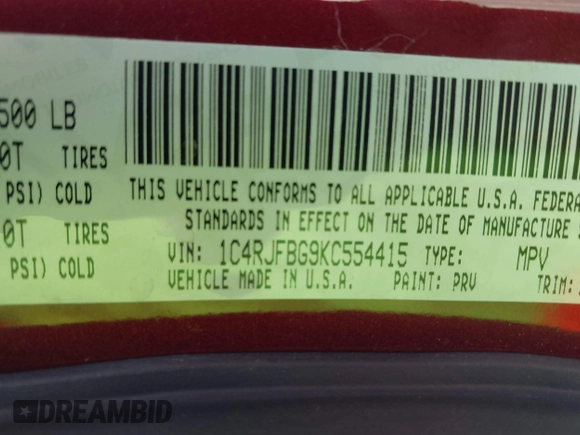 500 LB
0T TIRES
PSI) COLD
0T TIRES
PSI) COLD
THIS VEHICLE CONFORMS TO ALL APPLICABLE U.S.A. FEDERA
STANDARDS IN EFFECT ON THE DATE OF MANUFACTURE
VIN: 1C4RJFBG9KC554415 TYPE: MPV
VEHICLE MADE IN U.S.A. PAINT: PRV TRIM:
DREAMBID